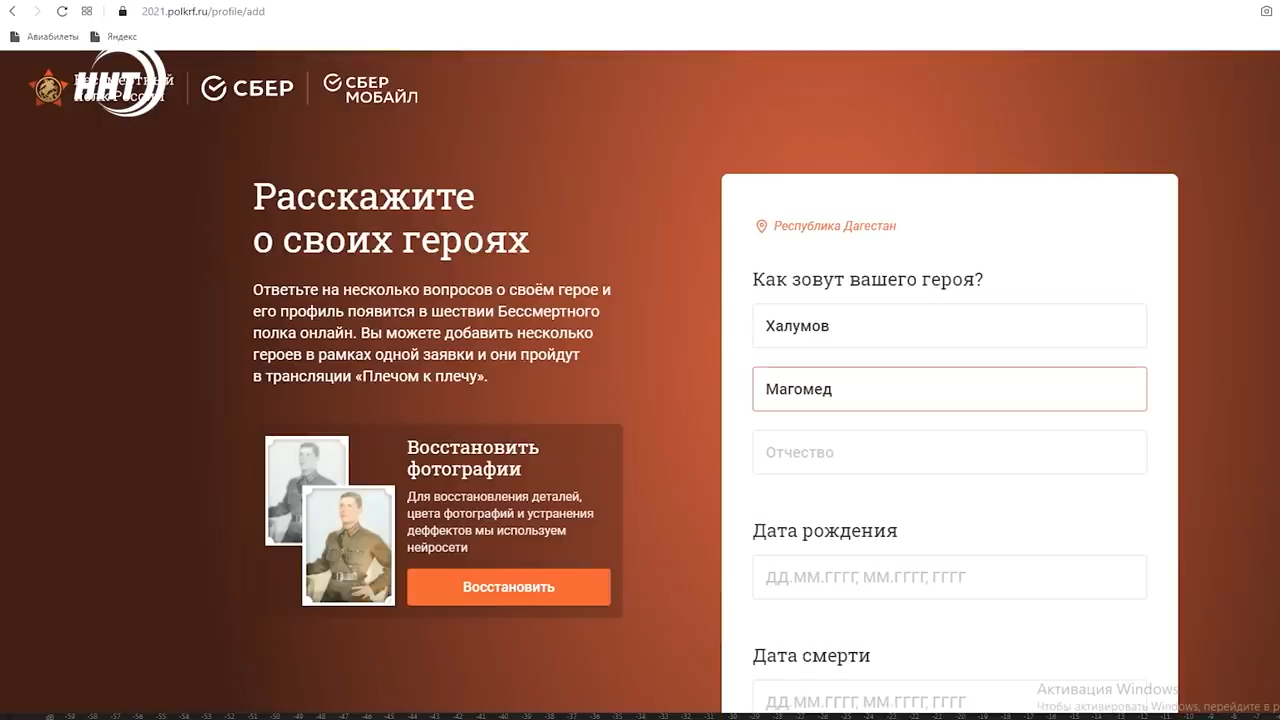 2021.polkrf.ru/profile/add
Авиабилеты
Яндекс
ННТ
СБЕР
СБЕР
МОБАЙЛ
Расскажите
о своих героях
Ответьте на несколько вопросов о своём герое и
его профиль появится в шествии Бессмертного
полка онлайн. Вы можете добавить несколько
героев в рамках одной заявки и они пройдут
в трансляции «Плечом к плечу».
Восстановить
фотографии
Для восстановления деталей,
цвета фотографий и устранения
деффектов мы используем
нейросети
Восстановить
Республика Дагестан
Как зовут вашего героя?
Халумов
Магомед
Отчество
Дата рождения
ДД.ММ.ГГГГ, ММ.ГГГГ, ГГГГ
Дата смерти
ДД.ММ.ГГГГ, ММ.ГГГГ, ГГГГ
Активация Windows
Чтобы активировать Windows, перейдите в